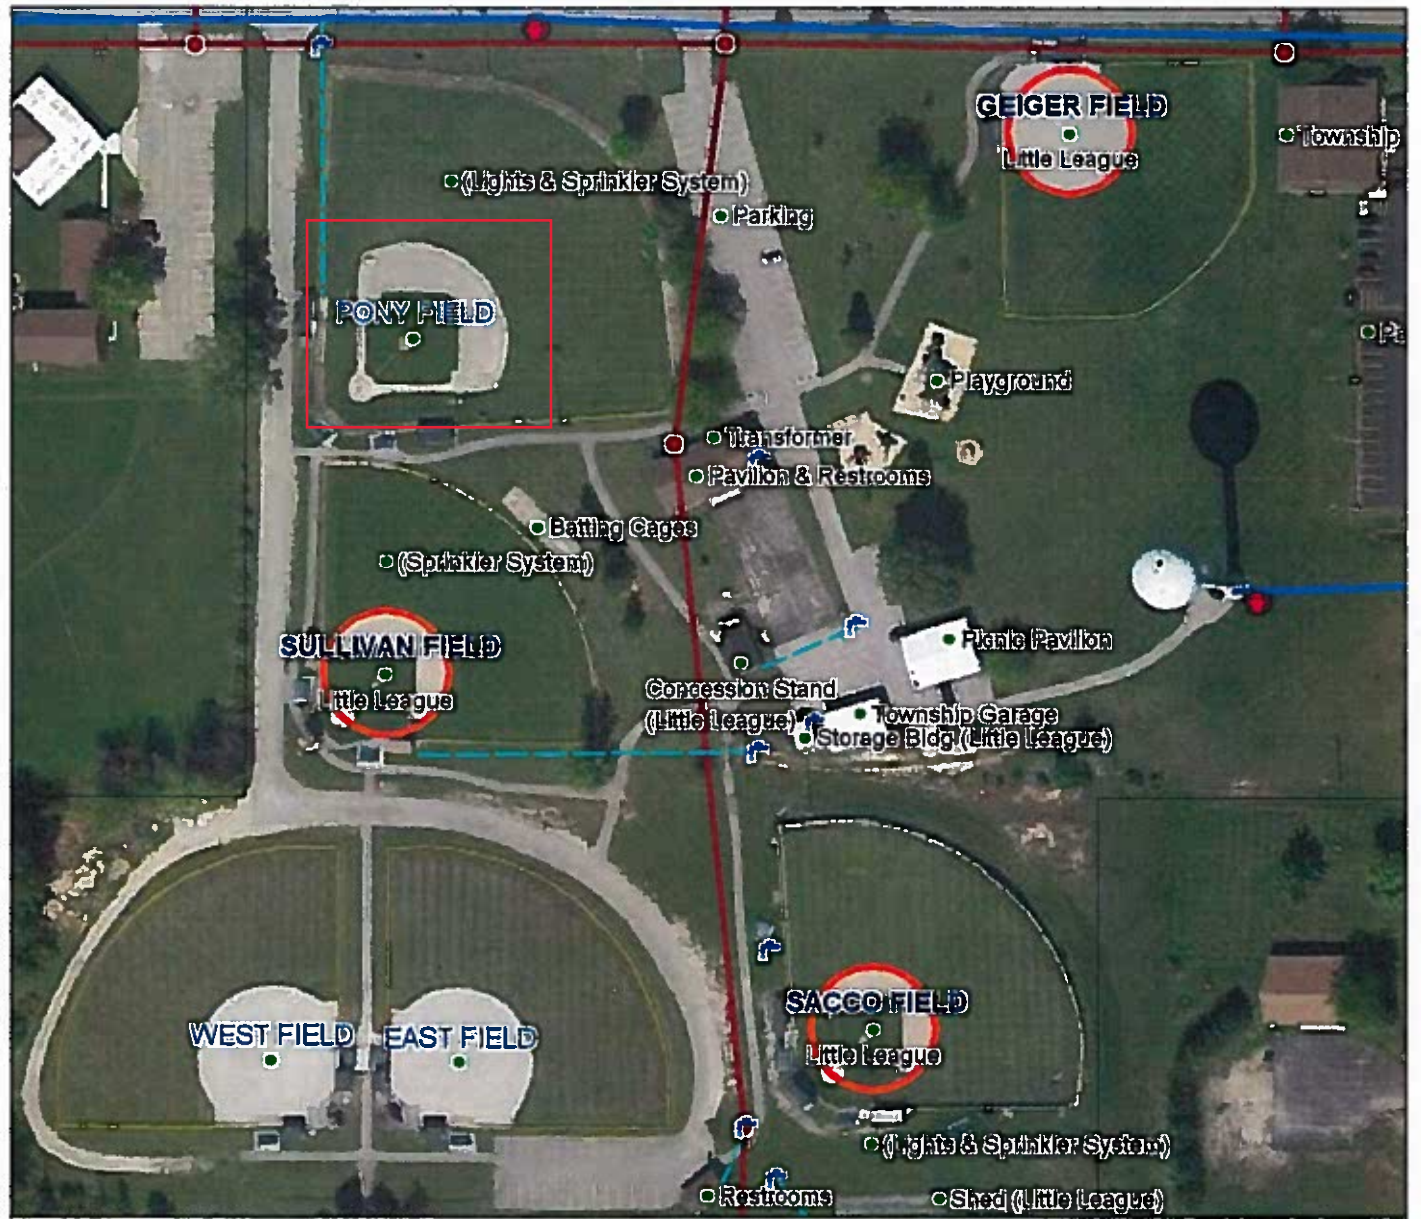 GEIGER FIELD
Township
Little League
(Lights & Sprinkler System)
Parking
PONY FIELD
Pa
Playground
Transformer
Pavilion & Restrooms
Batting Cages
(Sprinkler System)
SULLIVAN FIELD
Little League
Picnic Pavilion
Concession Stand
(Little League)
Township Garage
Storage Bldg (Little League)
SACCO FIELD
Little League
WEST FIELD
EAST FIELD
(Lights & Sprinkler System)
Restrooms
Shed (Little League)